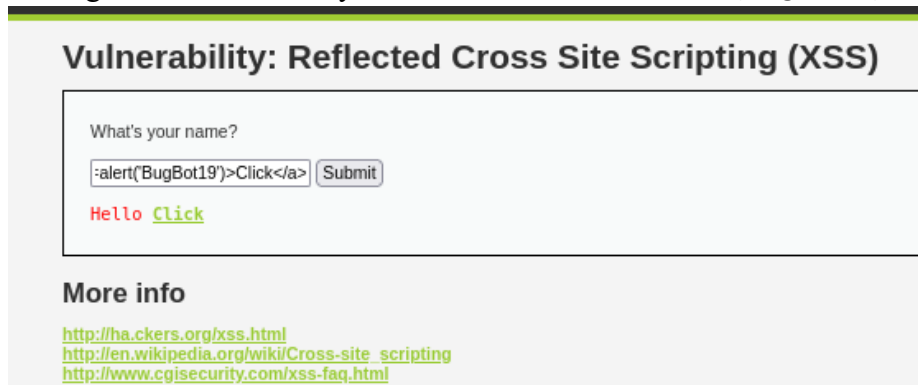 Vulnerability: Reflected Cross Site Scripting (XSS)
What's your name?
:alert('BugBot19')>Click</a> Submit
Hello Click
More info
http://ha.ckers.org/xss.html
http://en.wikipedia.org/wiki/Cross-site_scripting
http://www.cgisecurity.com/xss-faq.html